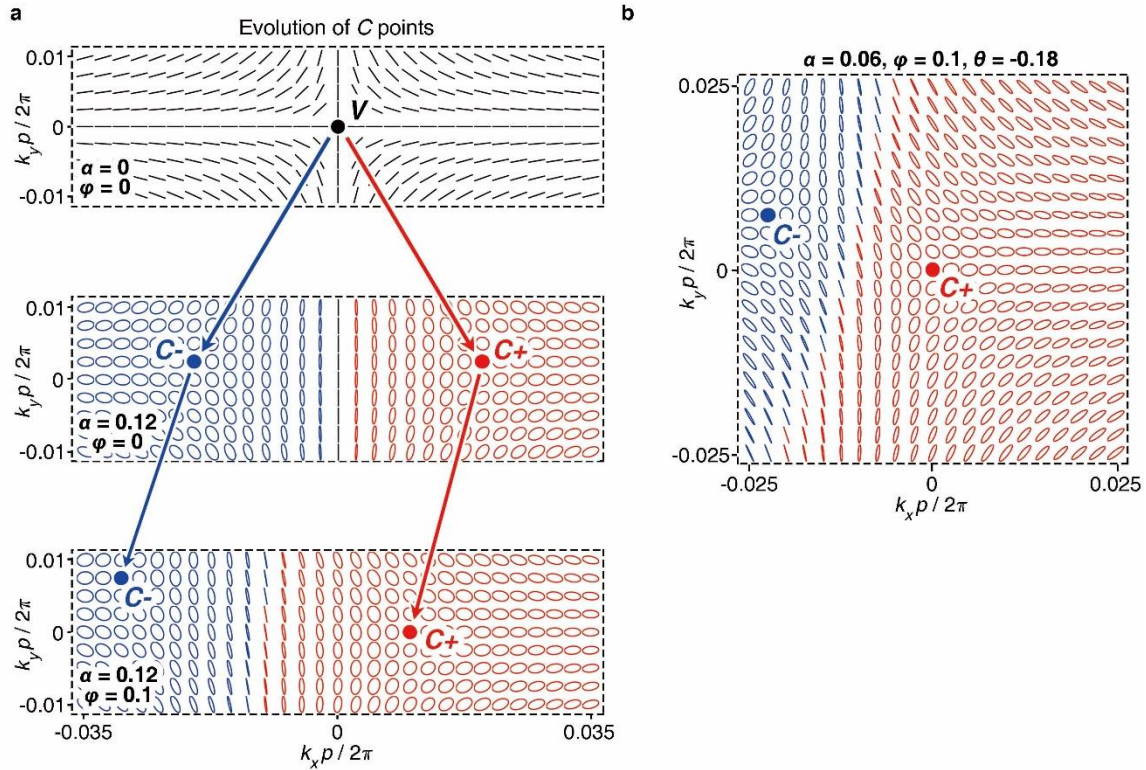 a
Evolution of C points
0.01
0
-0.01
k_y p / 2π
V
α = 0
φ = 0
0.01
0
-0.01
k_y p / 2π
C-
C+
α = 0.12
φ = 0
0.01
0
-0.01
k_y p / 2π
C-
C+
α = 0.12
φ = 0.1
-0.035
0
0.035
k_x p / 2π
b
α = 0.06, φ = 0.1, θ = -0.18
0.025
0
-0.025
k_y p / 2π
C-
C+
-0.025
0
0.025
k_x p / 2π